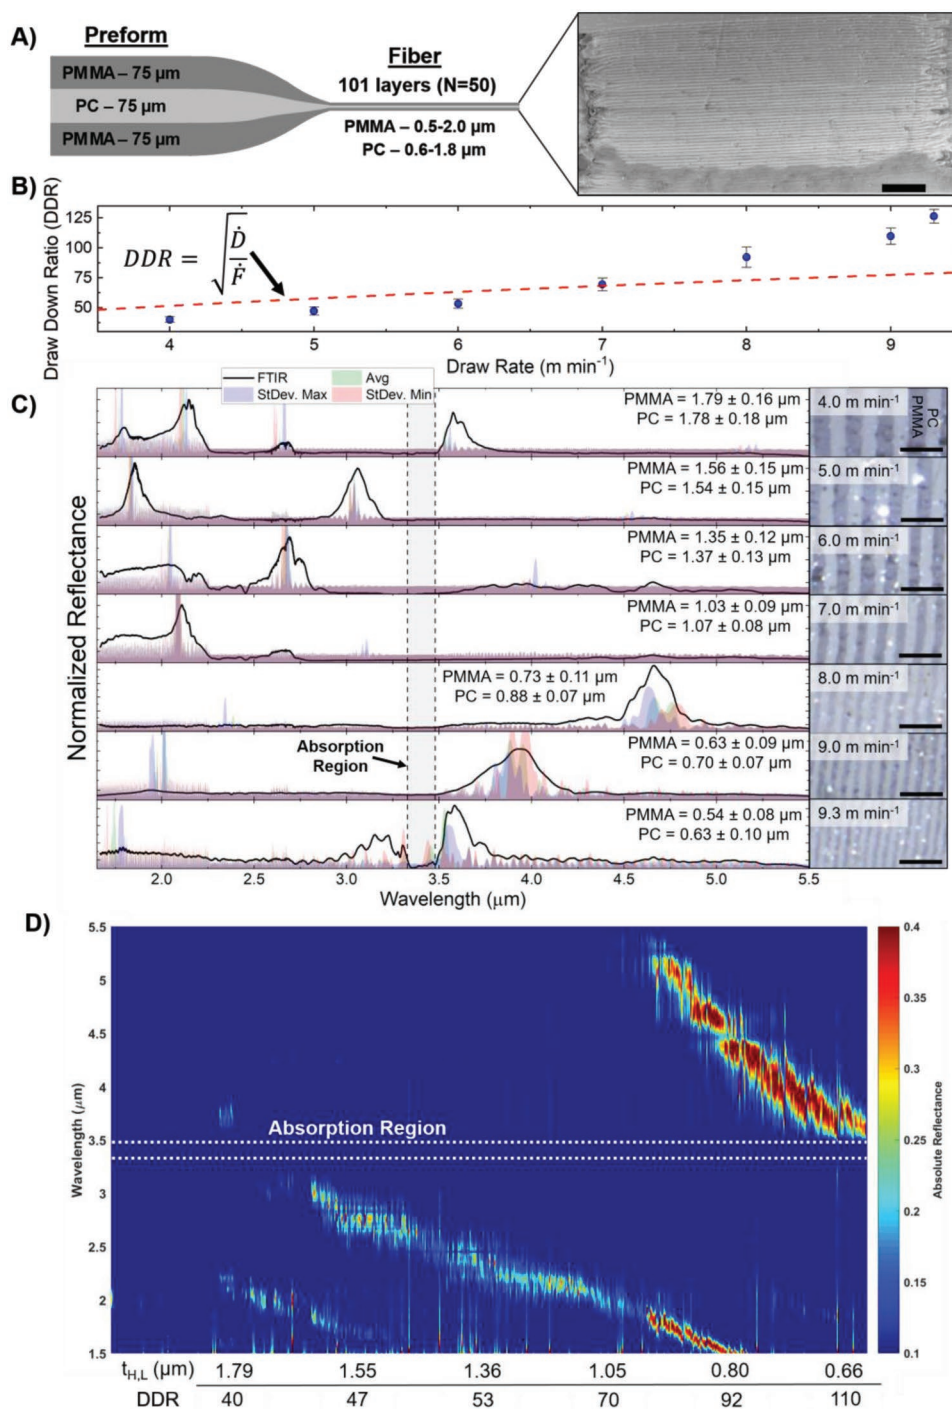 A)
Preform
PMMA – 75 µm
PC – 75 µm
PMMA – 75 µm
Fiber
101 layers (N=50)
PMMA – 0.5-2.0 µm
PC – 0.6-1.8 µm
B)
Draw Down Ratio (DDR)
125
100
75
50
DDR = √(Ḋ/Ḟ)
4 5 6 7 8 9
Draw Rate (m min⁻¹)
C)
FTIR Avg
StDev. Max StDev. Min
Normalized Reflectance
PMMA = 1.79 ± 0.16 µm
PC = 1.78 ± 0.18 µm
4.0 m min⁻¹
PC
PMMA
PMMA = 1.56 ± 0.15 µm
PC = 1.54 ± 0.15 µm
5.0 m min⁻¹
PMMA = 1.35 ± 0.12 µm
PC = 1.37 ± 0.13 µm
6.0 m min⁻¹
PMMA = 1.03 ± 0.09 µm
PC = 1.07 ± 0.08 µm
7.0 m min⁻¹
PMMA = 0.73 ± 0.11 µm
PC = 0.88 ± 0.07 µm
8.0 m min⁻¹
Absorption
Region
PMMA = 0.63 ± 0.09 µm
PC = 0.70 ± 0.07 µm
9.0 m min⁻¹
PMMA = 0.54 ± 0.08 µm
PC = 0.63 ± 0.10 µm
9.3 m min⁻¹
2.0 2.5 3.0 3.5 4.0 4.5 5.0 5.5
Wavelength (µm)
D)
Wavelength (µm)
5.5
5
4.5
4
3.5
3
2.5
2
1.5
Absorption Region
0.4
0.35
0.3
0.25
0.2
0.15
0.1
Absolute Reflectance
t_H,L (µm) 1.79 1.55 1.36 1.05 0.80 0.66
DDR 40 47 53 70 92 110